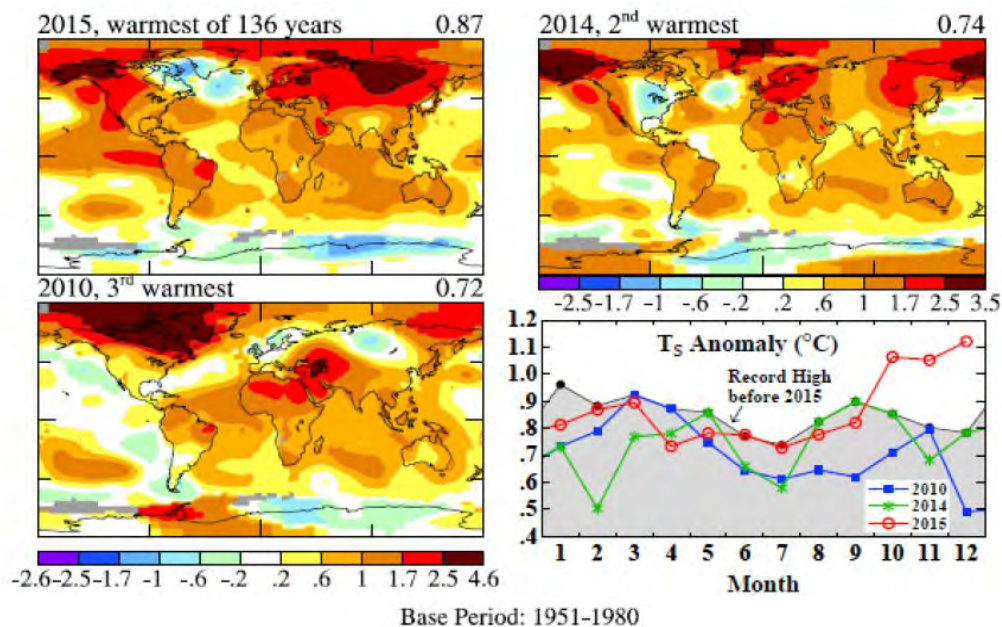 2015, warmest of 136 years 0.87
2014, 2nd warmest 0.74
2010, 3rd warmest 0.72
-2.5 -1.7 -1 -.6 -.2 .2 .6 1 1.7 2.5 3.5
1.2
1.1
1.0
.9
.8
.7
.6
.5
.4
Ts Anomaly (°C)
Record High
before 2015
2010
2014
2015
1 2 3 4 5 6 7 8 9 10 11 12
Month
-2.6 -2.5 -1.7 -1 -.6 -.2 .2 .6 1 1.7 2.5 4.6
Base Period: 1951-1980